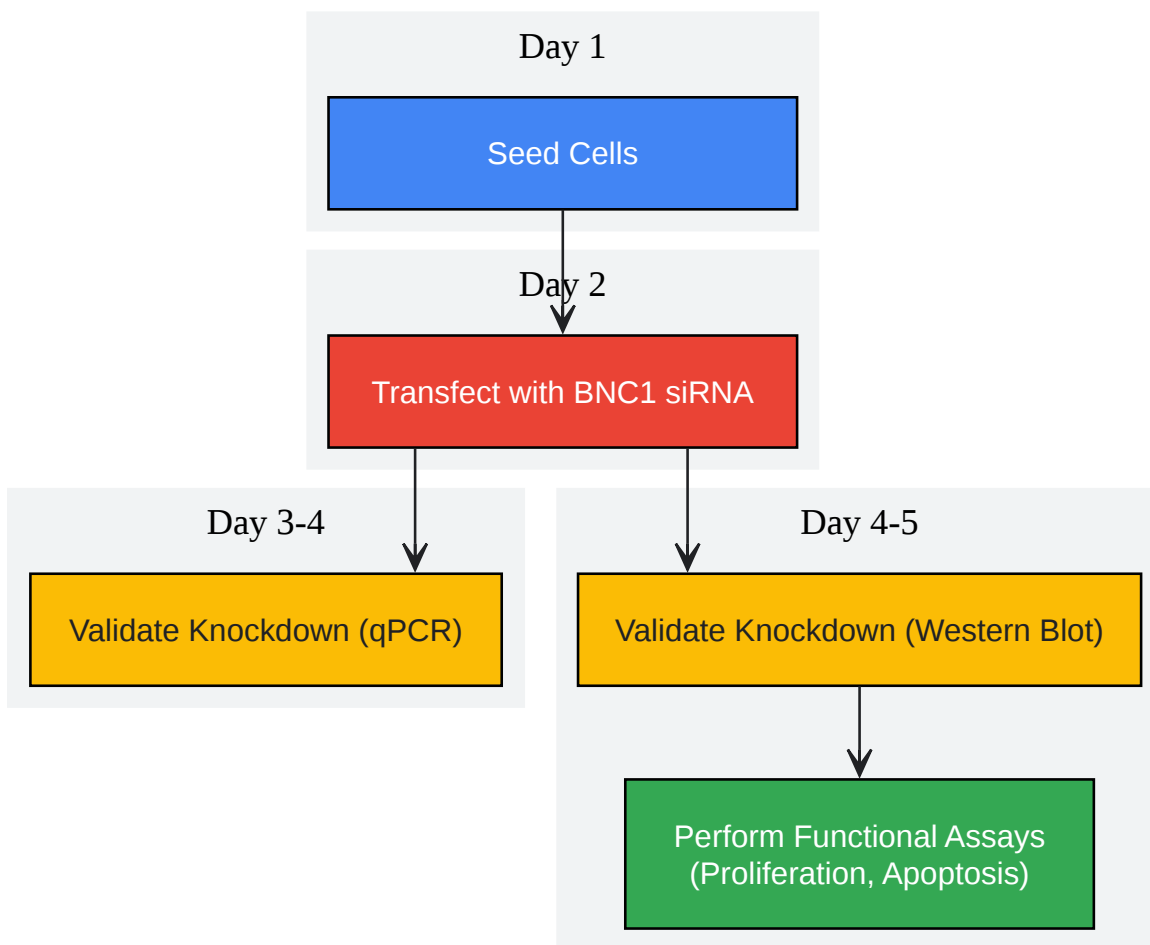 Day 1
Seed Cells
Day 2
Transfect with BNC1 siRNA
Day 3-4
Validate Knockdown (qPCR)
Day 4-5
Validate Knockdown (Western Blot)
Perform Functional Assays
(Proliferation, Apoptosis)